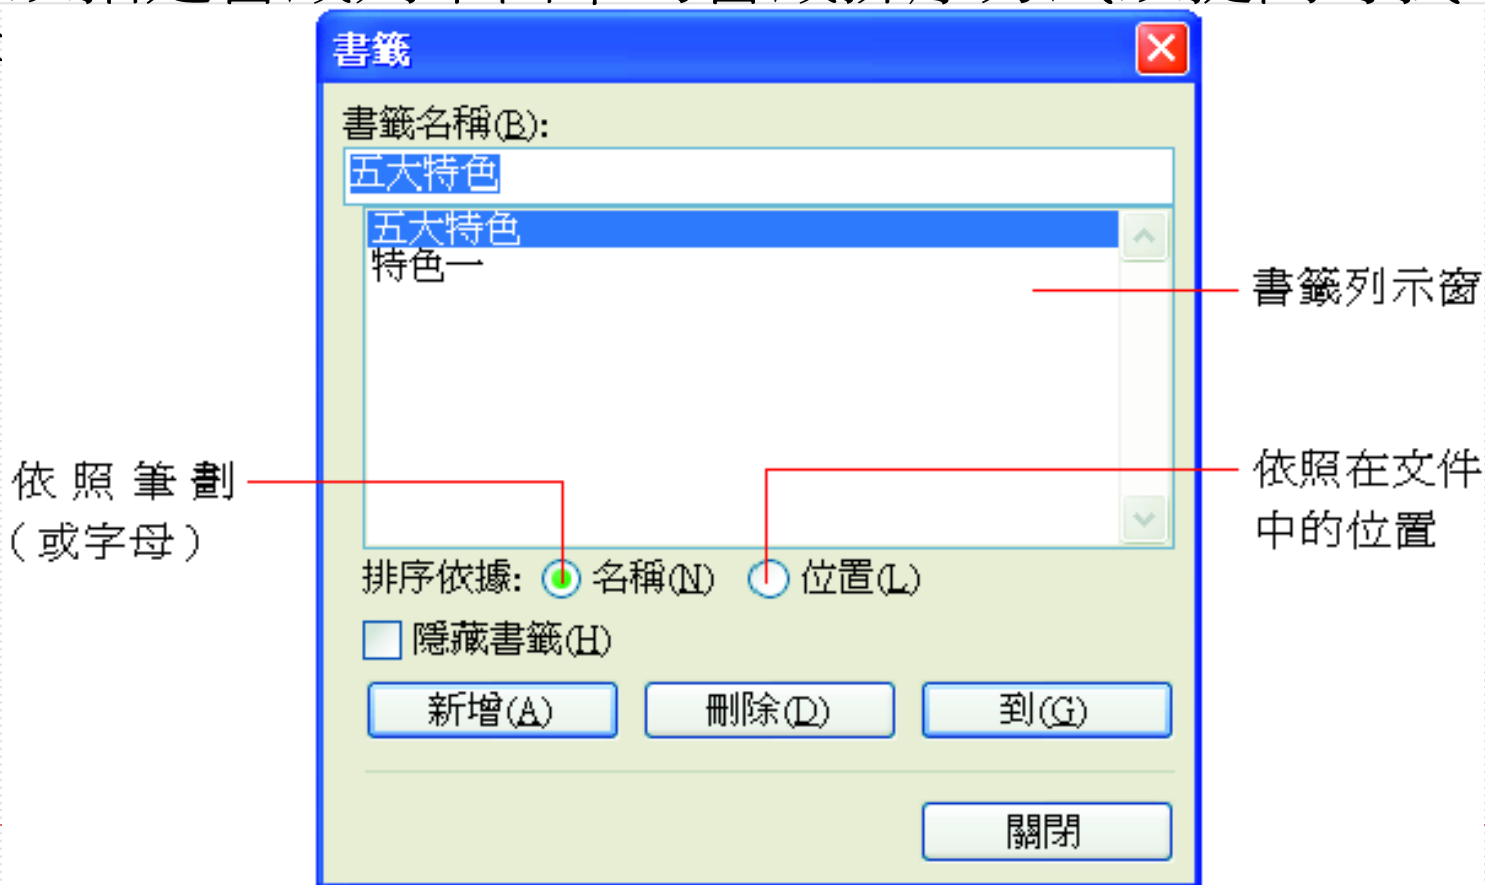 書籤
書籤名稱(B):
五大特色
五大特色
特色一
書籤列示窗
依照筆劃
(或字母)
依照在文件
中的位置
排序依據: 名稱(N) 位置(L)
隱藏書籤(H)
新增(A) 刪除(D) 到(G)
關閉